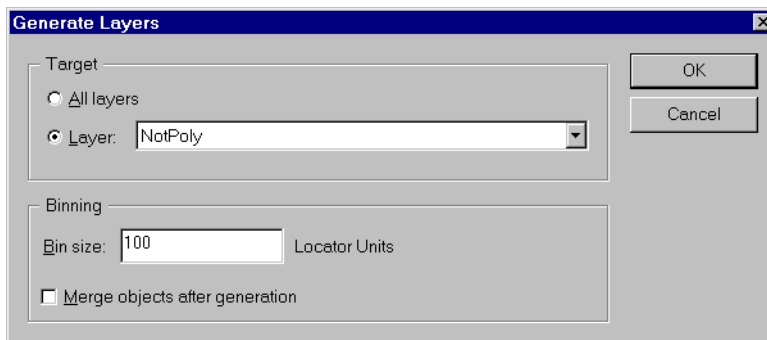 Generate Layers
Target
All layers
Layer: NotPoly
OK
Cancel
Binning
Bin size: 100 Locator Units
Merge objects after generation